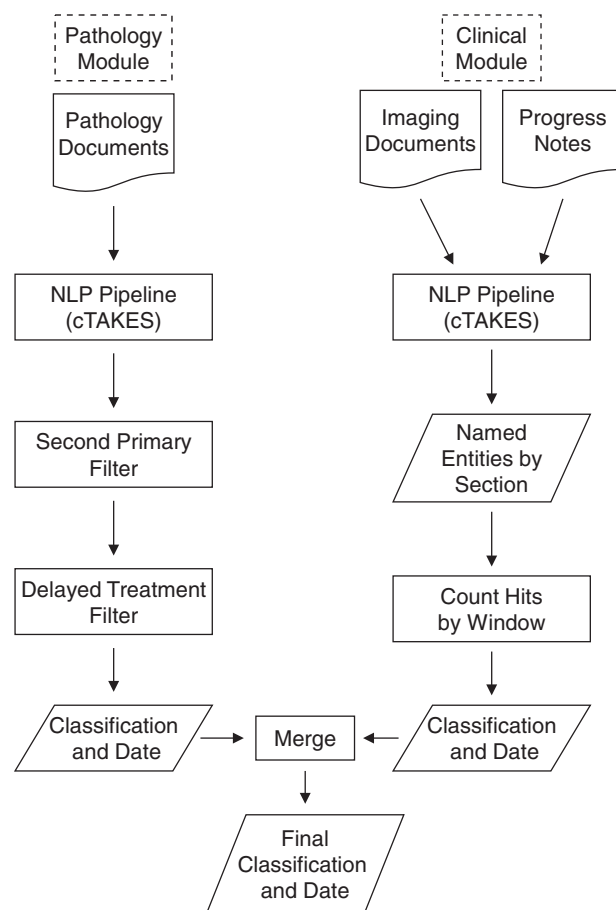 Pathology
Module
Pathology
Documents
NLP Pipeline
(cTAKES)
Second Primary
Filter
Delayed Treatment
Filter
Classification
and Date
Clinical
Module
Imaging
Documents
Progress
Notes
NLP Pipeline
(cTAKES)
Named
Entities by
Section
Count Hits
by Window
Classification
and Date
Merge
Final
Classification
and Date